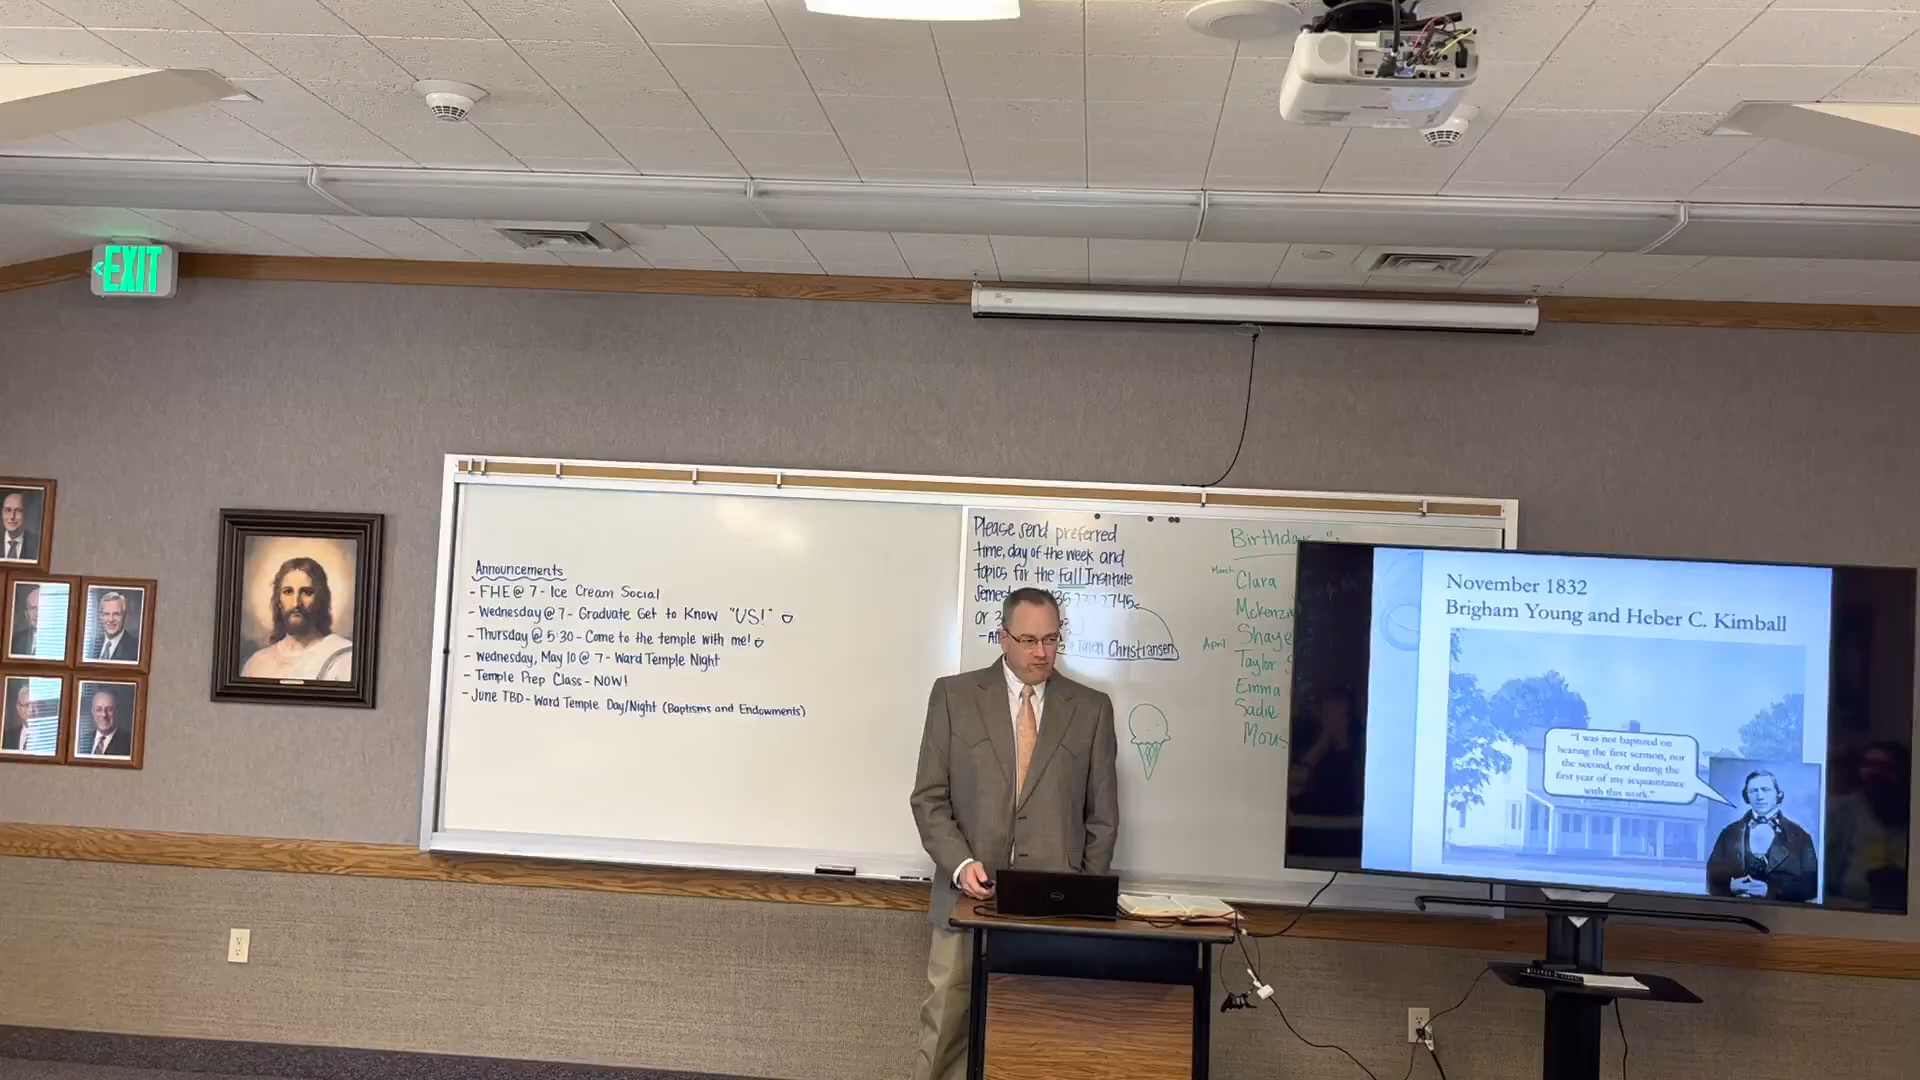 EXIT
Announcements
- FHE @ 7 - Ice Cream Social
- Wednesday @ 7 - Graduate Get to Know "US!"
- Thursday @ 5:30 - Come to the temple with me!
- Wednesday, May 10 @ 7 - Ward Temple Night
- Temple Prep Class - NOW!
- June TBD - Ward Temple Day/Night (Baptisms and Endowments)
Please send preferred
time, day of the week and
topics for the Fall Institute
or
Christiansen
March
Clara
April
Taylor
Emma
Sadie
November 1832
Brigham Young and Heber C. Kimball
"I was not baptized on
hearing the first sermon, nor
the second, nor during the
first year of my acquaintance
with this work."
DELL